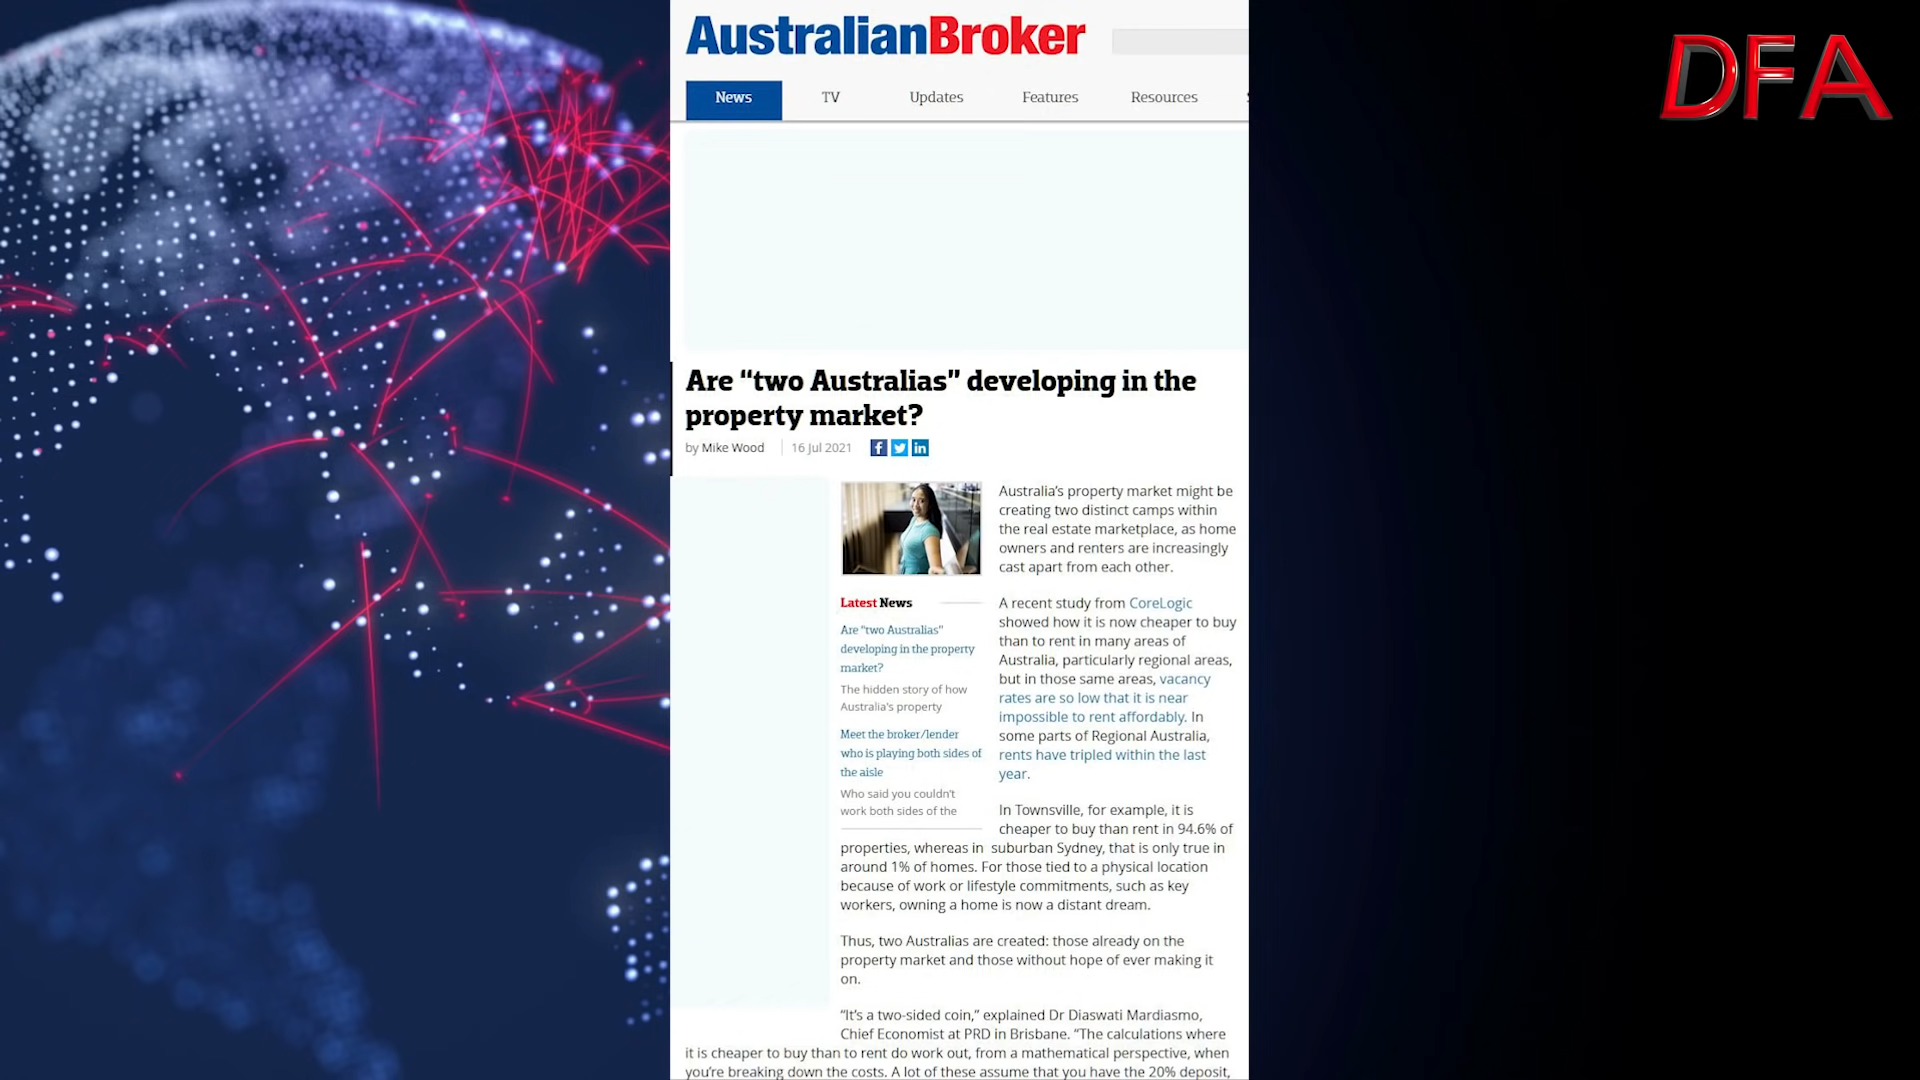 AustralianBroker
DFA
News TV Updates Features Resources
Are “two Australias” developing in the
property market?
by Mike Wood 16 Jul 2021
Australia’s property market might be
creating two distinct camps within
the real estate marketplace, as home
owners and renters are increasingly
cast apart from each other.
Latest News
Are “two Australias”
developing in the property
market?
The hidden story of how
Australia’s property
Meet the broker/lender
who is playing both sides of
the aisle
Who said you couldn’t
work both sides of the
A recent study from CoreLogic
showed how it is now cheaper to buy
than to rent in many areas of
Australia, particularly regional areas,
but in those same areas, vacancy
rates are so low that it is near
impossible to rent affordably. In
some parts of Regional Australia,
rents have tripled within the last
year.
In Townsville, for example, it is
cheaper to buy than rent in 94.6% of
properties, whereas in suburban Sydney, that is only true in
around 1% of homes. For those tied to a physical location
because of work or lifestyle commitments, such as key
workers, owning a home is now a distant dream.
Thus, two Australias are created: those already on the
property market and those without hope of ever making it
on.
“It’s a two-sided coin,” explained Dr Diaswati Mardiasmo,
Chief Economist at PRD in Brisbane. “The calculations where
it is cheaper to buy than to rent do work out, from a mathematical perspective, when
you’re breaking down the costs. A lot of these assume that you have the 20% deposit,